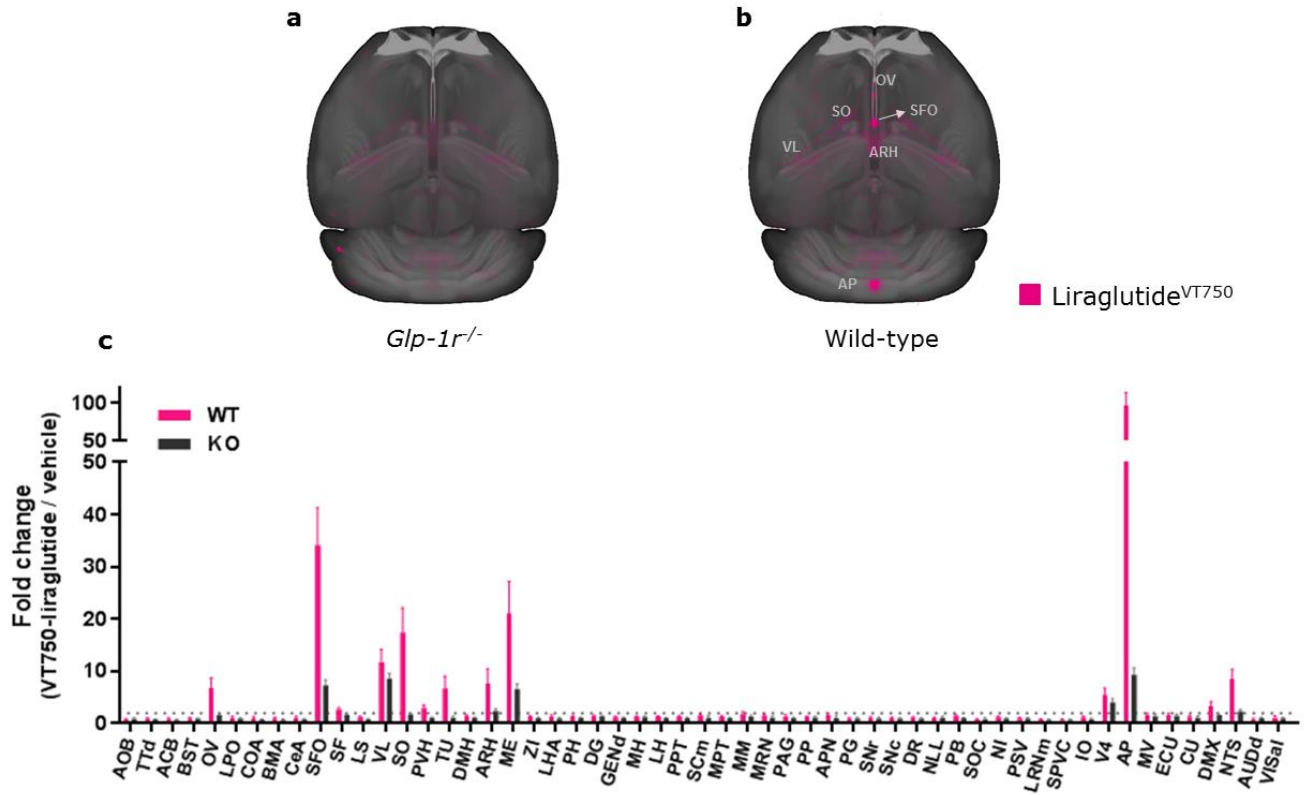 a
b
OV
SO
SFO
VL
ARH
AP
Liraglutide^VT750
Glp-1r^-/-
Wild-type
c
Fold change
(VT750-liraglutide / vehicle)
100
50
50
40
30
20
10
0
WT
KO
AOB
TTd
ACB
BST
OV
LPO
COA
BMA
CeA
SFO
SF
LS
VL
SO
PVH
TU
DMH
ARH
ME
ZI
LHA
PH
DG
GENd
MH
LH
PPT
SCm
MPT
MM
MRN
PAG
PP
APN
PG
SNr
SNc
DR
NLL
PB
SOC
NI
PSV
LRNm
SPVC
IO
V4
AP
MV
ECU
CU
DMX
NTS
AUDd
VISal